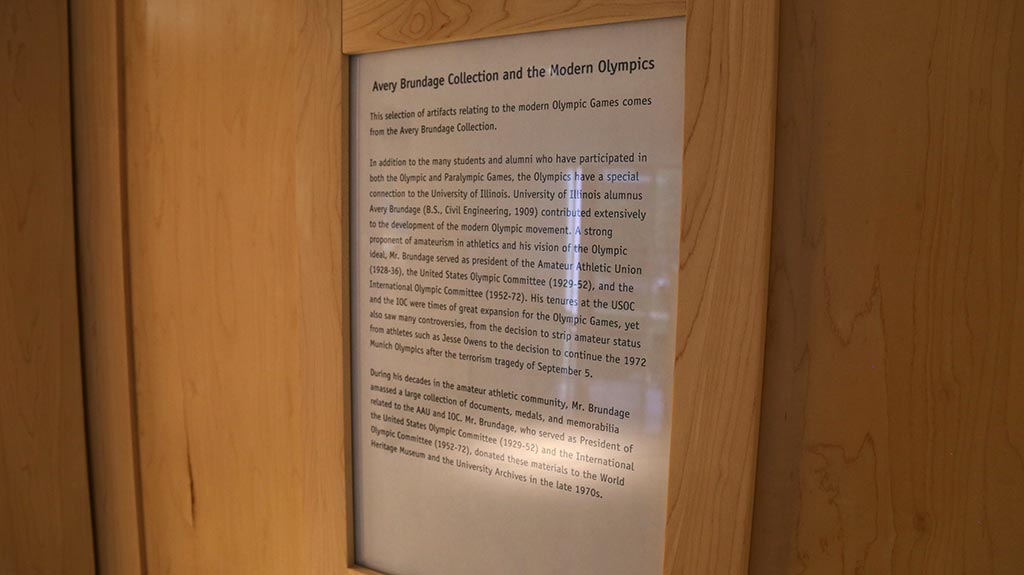 Avery Brundage Collection and the Modern Olympics
This selection of artifacts relating to the modern Olympic Games comes
from the Avery Brundage Collection.
In addition to the many students and alumni who have participated in
both the Olympic and Paralympic Games, the Olympics have a special
connection to the University of Illinois. University of Illinois alumnus
Avery Brundage (B.S., Civil Engineering, 1909) contributed extensively
to the development of the modern Olympic movement. A strong
proponent of amateurism in athletics and his vision of the Olympic
ideal, Mr. Brundage served as president of the Amateur Athletic Union
(1928-36), the United States Olympic Committee (1929-52), and the
International Olympic Committee (1952-72). His tenures at the USOC
and the IOC were times of great expansion for the Olympic Games, yet
also saw many controversies, from the decision to strip amateur status
from athletes such as Jesse Owens to the decision to continue the 1972
Munich Olympics after the terrorism tragedy of September 5.
During his decades in the amateur athletic community, Mr. Brundage
amassed a large collection of documents, medals, and memorabilia
related to the AAU and IOC. Mr. Brundage, who served as President of
the United States Olympic Committee (1929-52) and the International
Olympic Committee (1952-72), donated these materials to the World
Heritage Museum and the University Archives in the late 1970s.